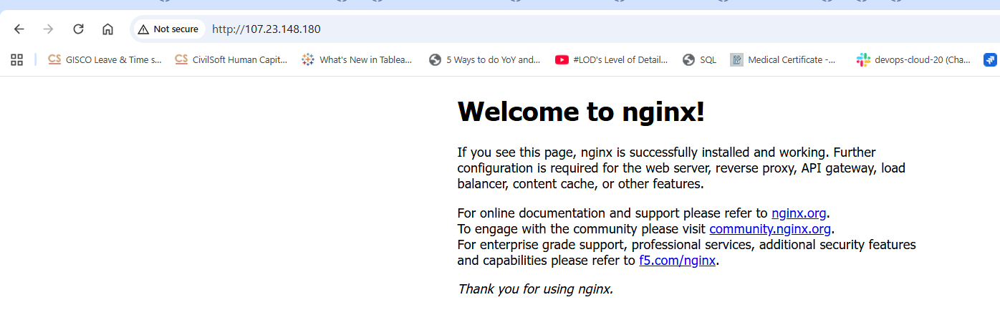 Not secure http://107.23.148.180
GISCO Leave & Time s... CivilSoft Human Capit... What's New in Tablea... 5 Ways to do YoY and... #LOD's Level of Detail... SQL Medical Certificate -... devops-cloud-20 (Cha...
Welcome to nginx!
If you see this page, nginx is successfully installed and working. Further
configuration is required for the web server, reverse proxy, API gateway, load
balancer, content cache, or other features.
For online documentation and support please refer to nginx.org.
To engage with the community please visit community.nginx.org.
For enterprise grade support, professional services, additional security features
and capabilities please refer to f5.com/nginx.
Thank you for using nginx.